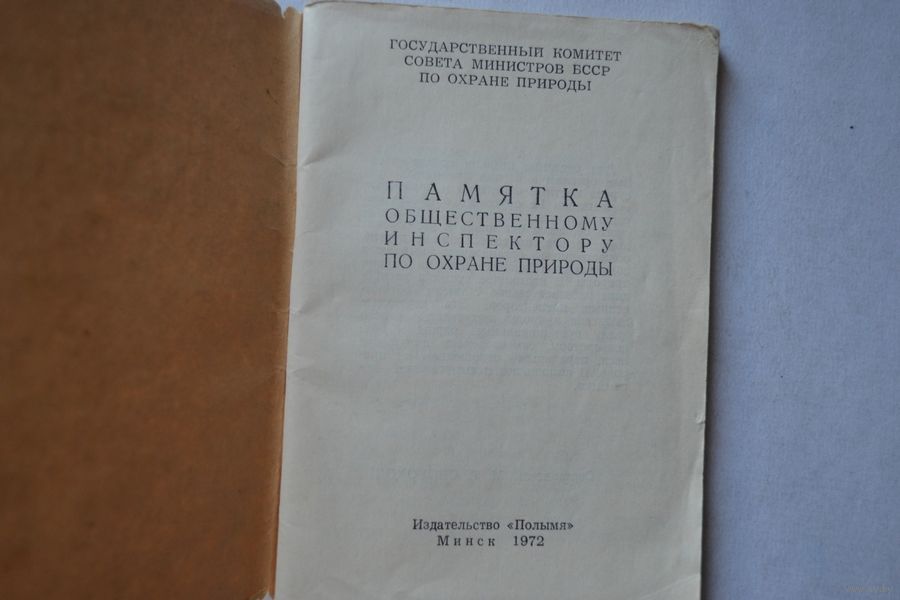 ГОСУДАРСТВЕННЫЙ КОМИТЕТ
СОВЕТА МИНИСТРОВ БССР
ПО ОХРАНЕ ПРИРОДЫ
ПАМЯТКА
ОБЩЕСТВЕННОМУ
ИНСПЕКТОРУ
ПО ОХРАНЕ ПРИРОДЫ
Издательство «Полымя»
Минск 1972